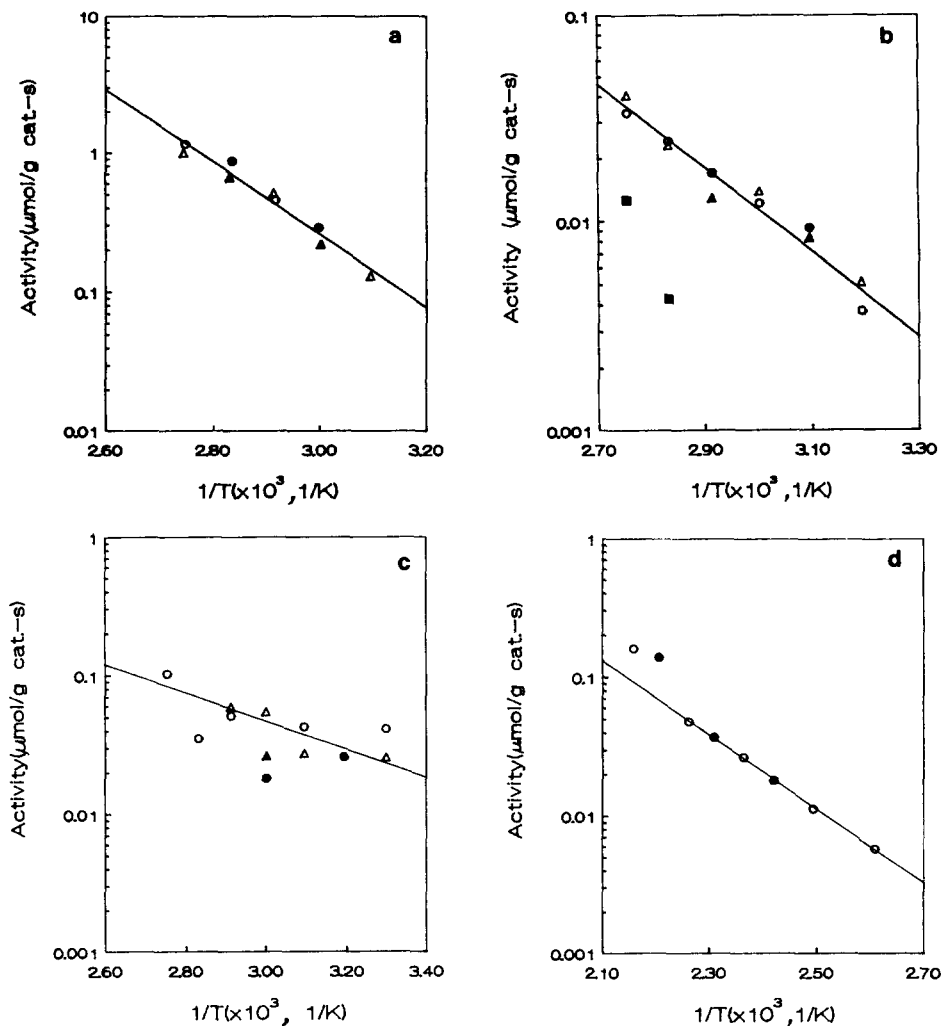 a
Activity(μmol/g cat.–s)
10
1
0.1
0.01
2.60 2.80 3.00 3.20
1/T(x10³,1/K)
b
Activity (μmol/g cat.–s)
0.1
0.01
0.001
2.70 2.90 3.10 3.30
1/T(x10³,1/K)
c
Activity(μmol/g cat.–s)
1
0.1
0.01
0.001
2.60 2.80 3.00 3.20 3.40
1/T(x10³, 1/K)
d
Activity(μmol/g cat.–s)
1
0.1
0.01
0.001
2.10 2.30 2.50 2.70
1/T(x10³,1/K)